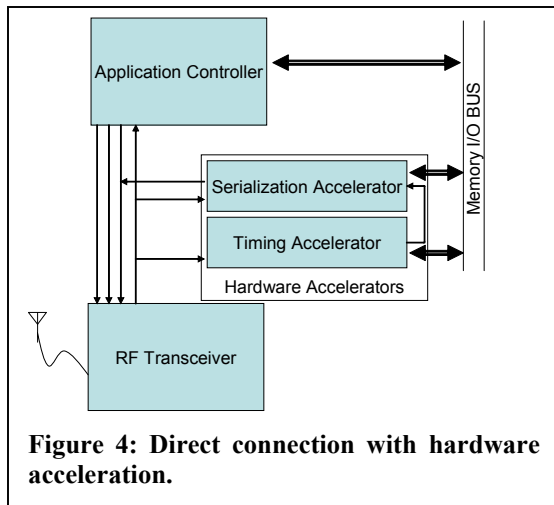 Application Controller
Serialization Accelerator
Timing Accelerator
Hardware Accelerators
Memory I/O BUS
RF Transceiver
Figure 4: Direct connection with hardware
acceleration.